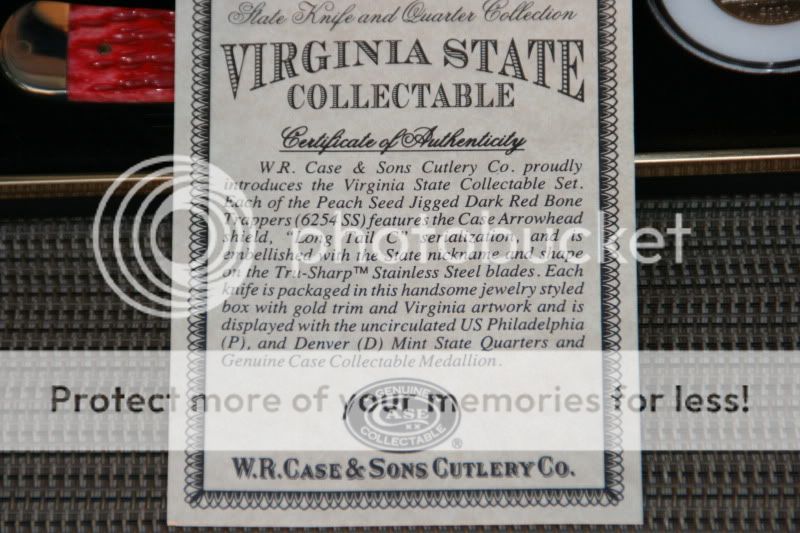 State Knife and Quarter Collection
VIRGINIA STATE
COLLECTABLE
Certificate of Authenticity
W.R. Case & Sons Cutlery Co. proudly
introduces the Virginia State Collectable Set.
Each of the Peach Seed Jigged Dark Red Bone
Trappers (6254 SS) features the Case Arrowhead
shield, "Long Tail C" serialization, and is
embellished with the State nickname and shape
on the Tru-Sharp™ Stainless Steel blades. Each
knife is packaged in this handsome jewelry styled
box with gold trim and Virginia artwork and is
displayed with the uncirculated US Philadelphia
(P), and Denver (D) Mint State Quarters and
Genuine Case Collectable Medallion.
photobucket
Protect more of your memories for less!
GENUINE
CASE
XX
COLLECTABLE
®
W.R. CASE & SONS CUTLERY CO.